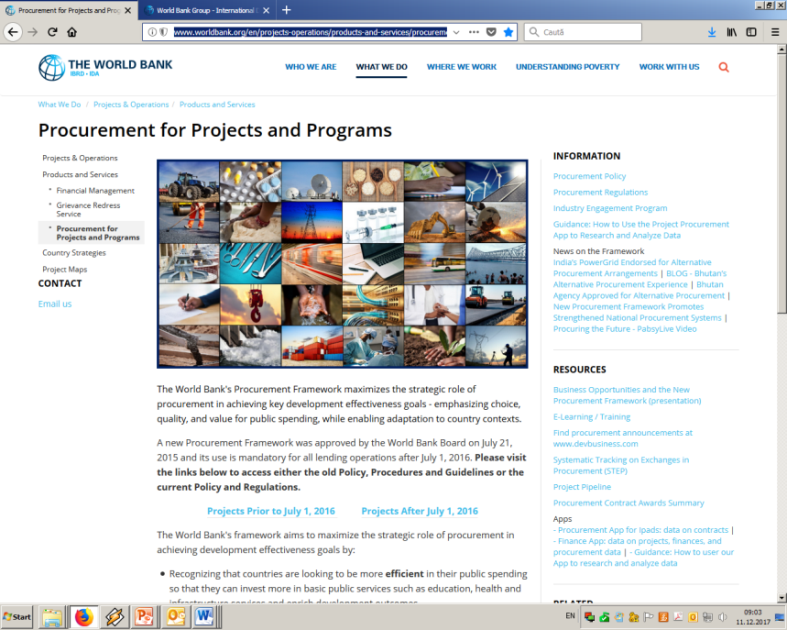 Procurement for Projects and Prog
World Bank Group - International
www.worldbank.org/en/projects-operations/products-and-services/procurem
Caută
THE WORLD BANK
IBRD • IDA
WHO WE ARE
WHAT WE DO
WHERE WE WORK
UNDERSTANDING POVERTY
WORK WITH US
What We Do / Projects & Operations / Products and Services
Procurement for Projects and Programs
Projects & Operations
Products and Services
Financial Management
Grievance Redress
Service
Procurement for
Projects and Programs
Country Strategies
Project Maps
CONTACT
Email us
The World Bank's Procurement Framework maximizes the strategic role of
procurement in achieving key development effectiveness goals - emphasizing choice,
quality, and value for public spending, while enabling adaptation to country contexts.
A new Procurement Framework was approved by the World Bank Board on July 21,
2015 and its use is mandatory for all lending operations after July 1, 2016. Please visit
the links below to access either the old Policy, Procedures and Guidelines or the
current Policy and Regulations.
Projects Prior to July 1, 2016 Projects After July 1, 2016
The World Bank's framework aims to maximize the strategic role of procurement in
achieving development effectiveness goals by:
• Recognizing that countries are looking to be more efficient in their public spending
so that they can invest more in basic public services such as education, health and
infrastructure services and enrich development outcomes
INFORMATION
Procurement Policy
Procurement Regulations
Industry Engagement Program
Guidance: How to Use the Project Procurement
App to Research and Analyze Data
News on the Framework
India's PowerGrid Endorsed for Alternative
Procurement Arrangements | BLOG - Bhutan's
Alternative Procurement Experience | Bhutan
Agency Approved for Alternative Procurement |
New Procurement Framework Promotes
Strengthened National Procurement Systems |
Procuring the Future - PabsyLive Video
RESOURCES
Business Opportunities and the New
Procurement Framework (presentation)
E-Learning / Training
Find procurement announcements at
www.devbusiness.com
Systematic Tracking on Exchanges in
Procurement (STEP)
Project Pipeline
Procurement Contract Awards Summary
Apps
- Procurement App for ipads: data on contracts |
- Finance App: data on projects, finances, and
procurement data | - Guidance: How to user our
App to research and analyze data
RELATED
Start
EN
09:03
11.12.2017